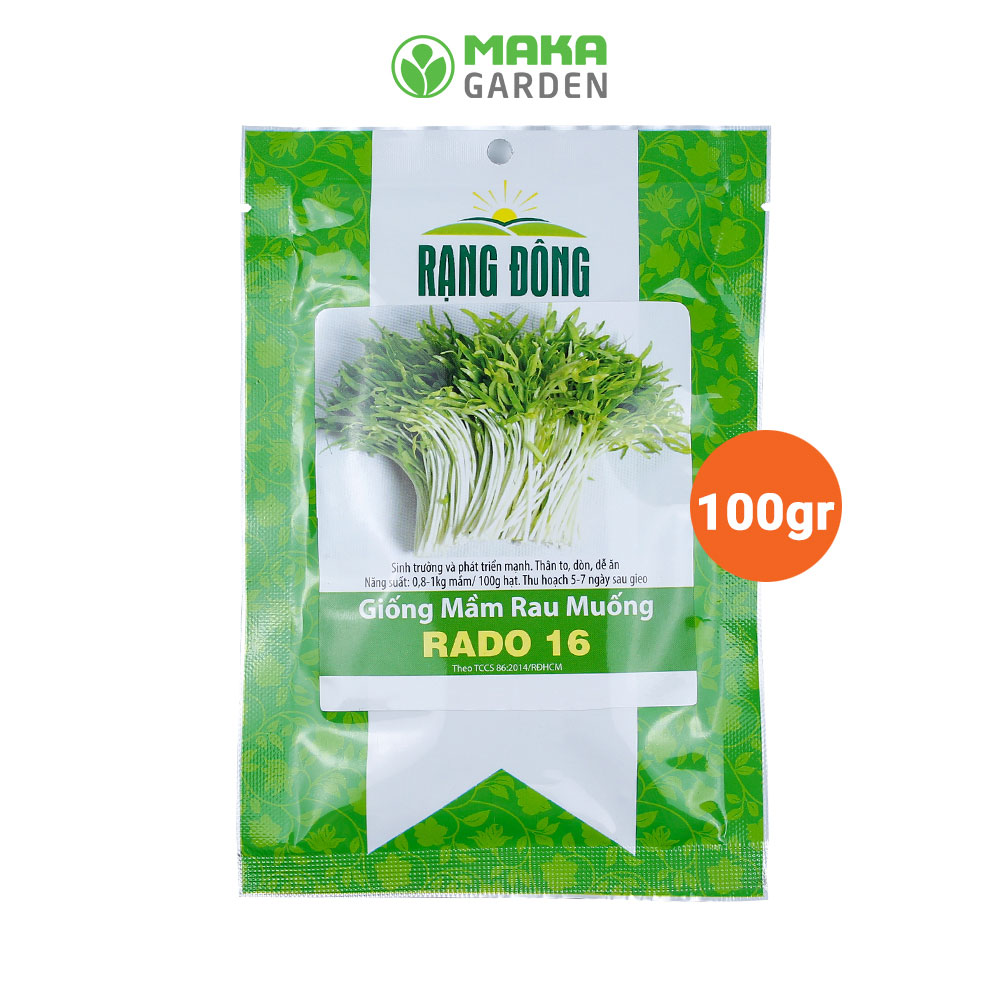 MAKA
GARDEN
RẠNG ĐÔNG
100gr
Sinh trưởng và phát triển mạnh. Thân to, dòn, dễ ăn
Năng suất: 0,8-1kg mầm/ 100g hạt. Thu hoạch 5-7 ngày sau gieo
Giống Mầm Rau Muống
RADO 16
Theo TCCS 86:2014/RĐHCM